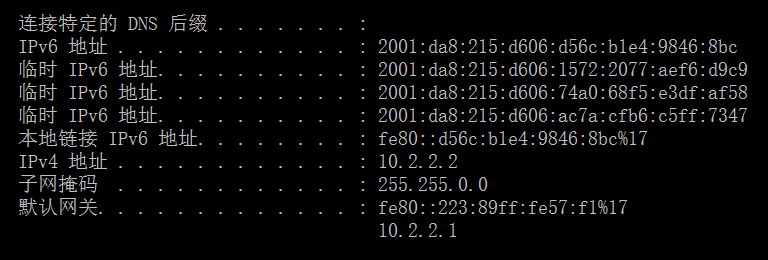 连接特定的 DNS 后缀 . . . . . . . :
IPv6 地址 . . . . . . . . . . . . : 2001:da8:215:d606:d56c:b1e4:9846:8bc
临时 IPv6 地址. . . . . . . . . . : 2001:da8:215:d606:1572:2077:aef6:d9c9
临时 IPv6 地址. . . . . . . . . . : 2001:da8:215:d606:74a0:68f5:e3df:af58
临时 IPv6 地址. . . . . . . . . . : 2001:da8:215:d606:ac7a:cfb6:c5ff:7347
本地链接 IPv6 地址. . . . . . . . : fe80::d56c:b1e4:9846:8bc%17
IPv4 地址 . . . . . . . . . . . . : 10.2.2.2
子网掩码  . . . . . . . . . . . . : 255.255.0.0
默认网关. . . . . . . . . . . . . : fe80::223:89ff:fe57:f1%17
10.2.2.1